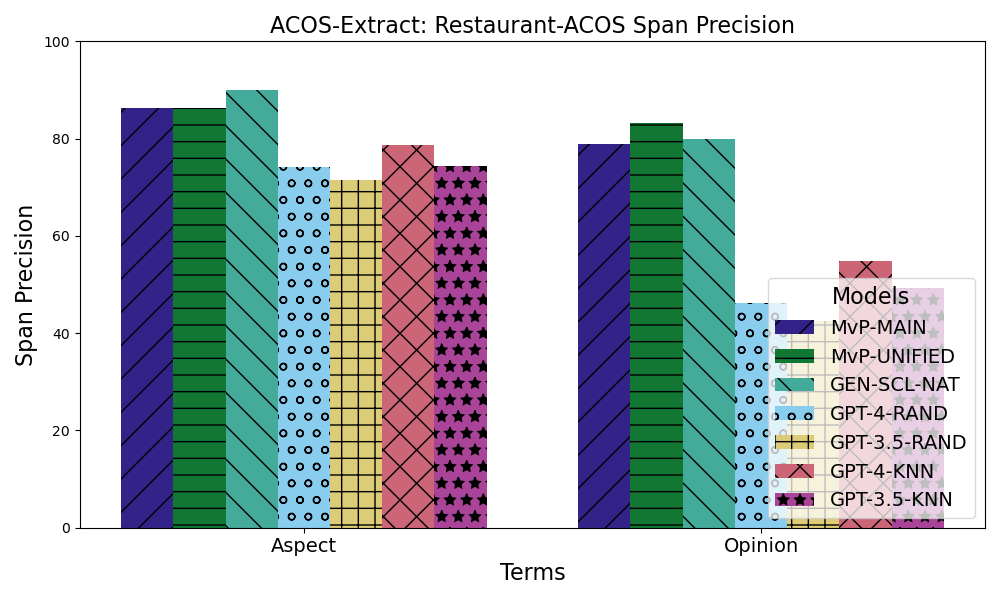 ACOS-Extract: Restaurant-ACOS Span Precision
100
80
60
40
20
0
Span Precision
Aspect
Opinion
Terms
Models
MvP-MAIN
MvP-UNIFIED
GEN-SCL-NAT
GPT-4-RAND
GPT-3.5-RAND
GPT-4-KNN
GPT-3.5-KNN